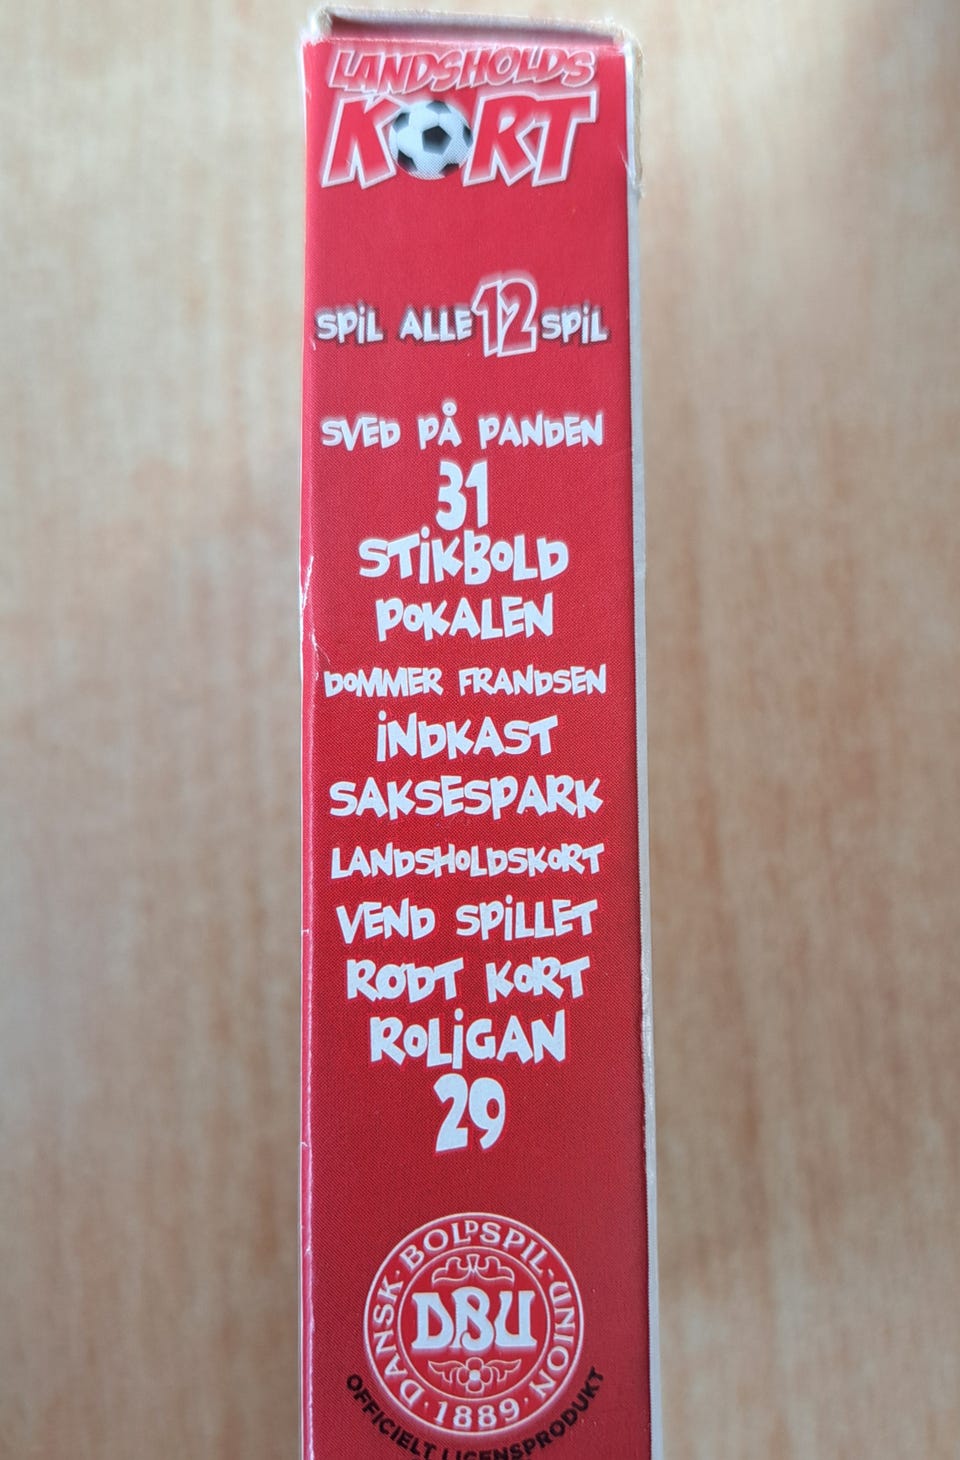 LANDSHOLDS
KORT
SPIL ALLE 12 SPIL
SVED PÅ PANDEN
31
STIKBOLD
POKALEN
DOMMER FRANDSEN
INDKAST
SAKSESPARK
LANDSHOLDSKORT
VEND SPILLET
RØDT KORT
ROLIGAN
29
DANSK · BOLDSPIL-UNION
DBU
· 1889 ·
OFFICIELT LICENSPRODUKT